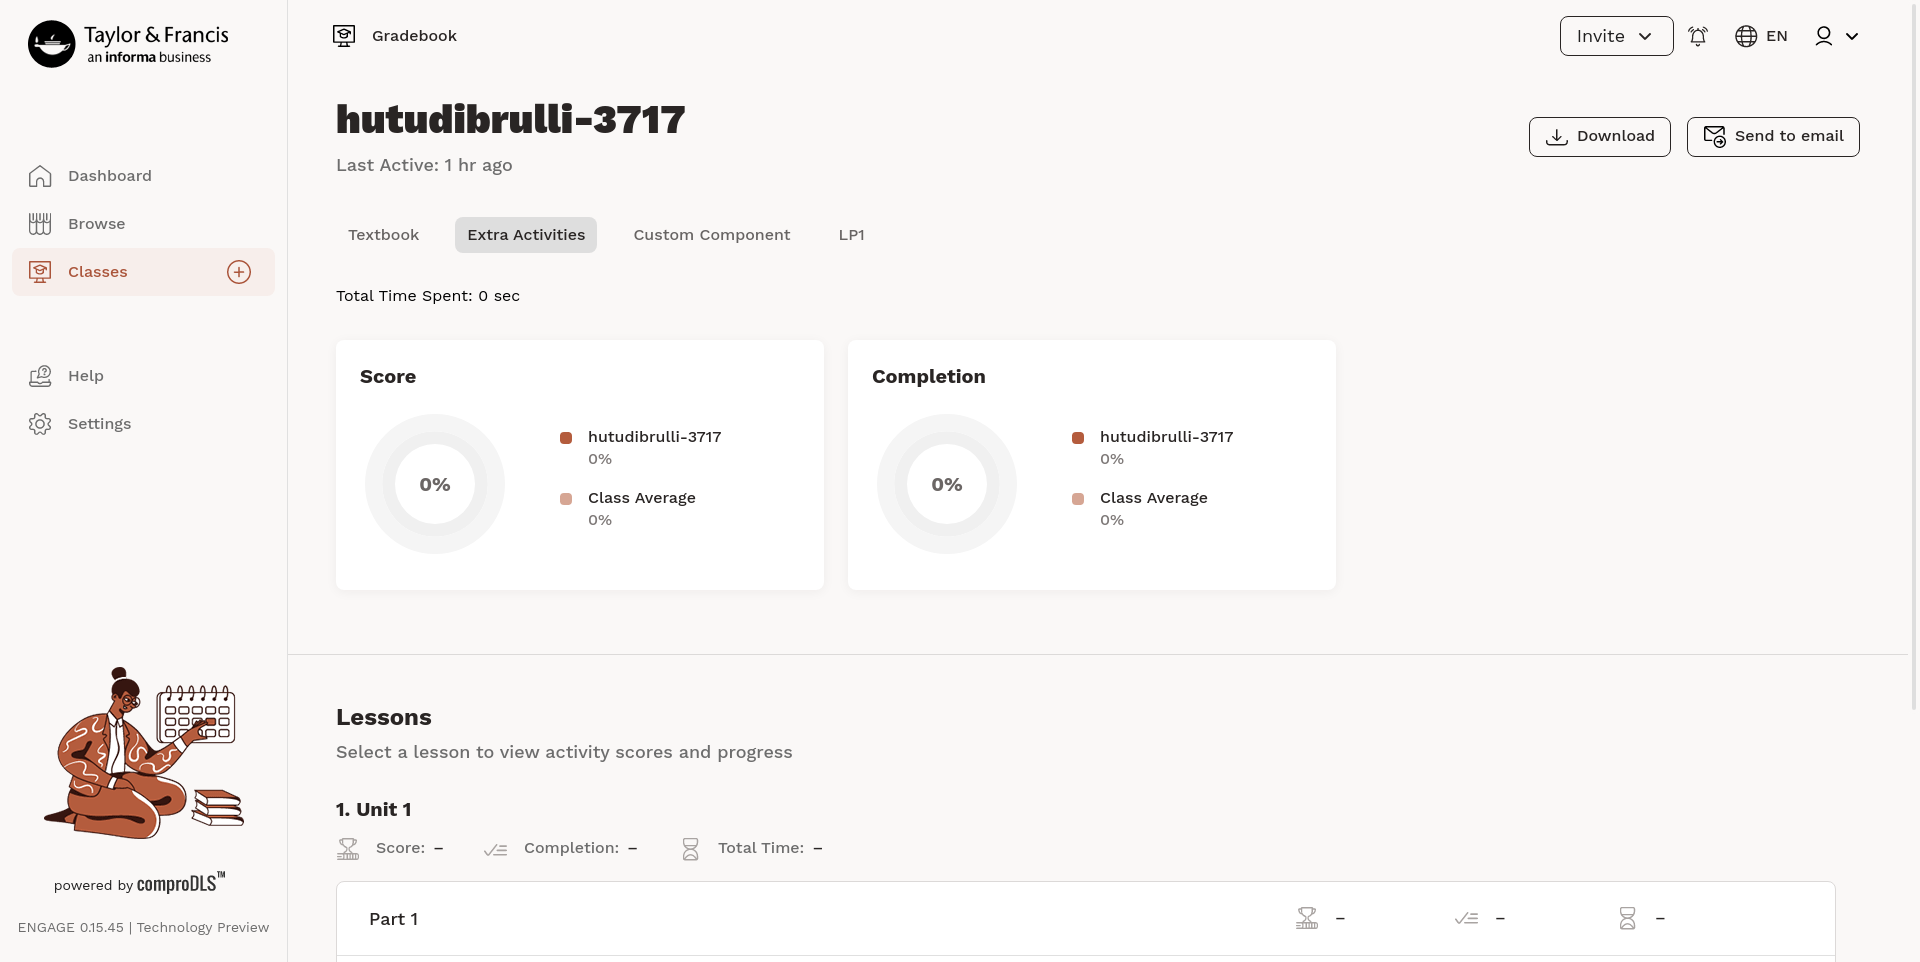 Taylor & Francis
an informa business
Dashboard
Browse
Classes
Help
Settings
powered by comproDLS™
ENGAGE 0.15.45 | Technology Preview
Gradebook
Invite
EN
hutudibrulli-3717
Last Active: 1 hr ago
Download
Send to email
Textbook
Extra Activities
Custom Component
LP1
Total Time Spent: 0 sec
Score
0%
hutudibrulli-3717
0%
Class Average
0%
Completion
0%
hutudibrulli-3717
0%
Class Average
0%
Lessons
Select a lesson to view activity scores and progress
1. Unit 1
Score: –
Completion: –
Total Time: –
Part 1
–
–
–